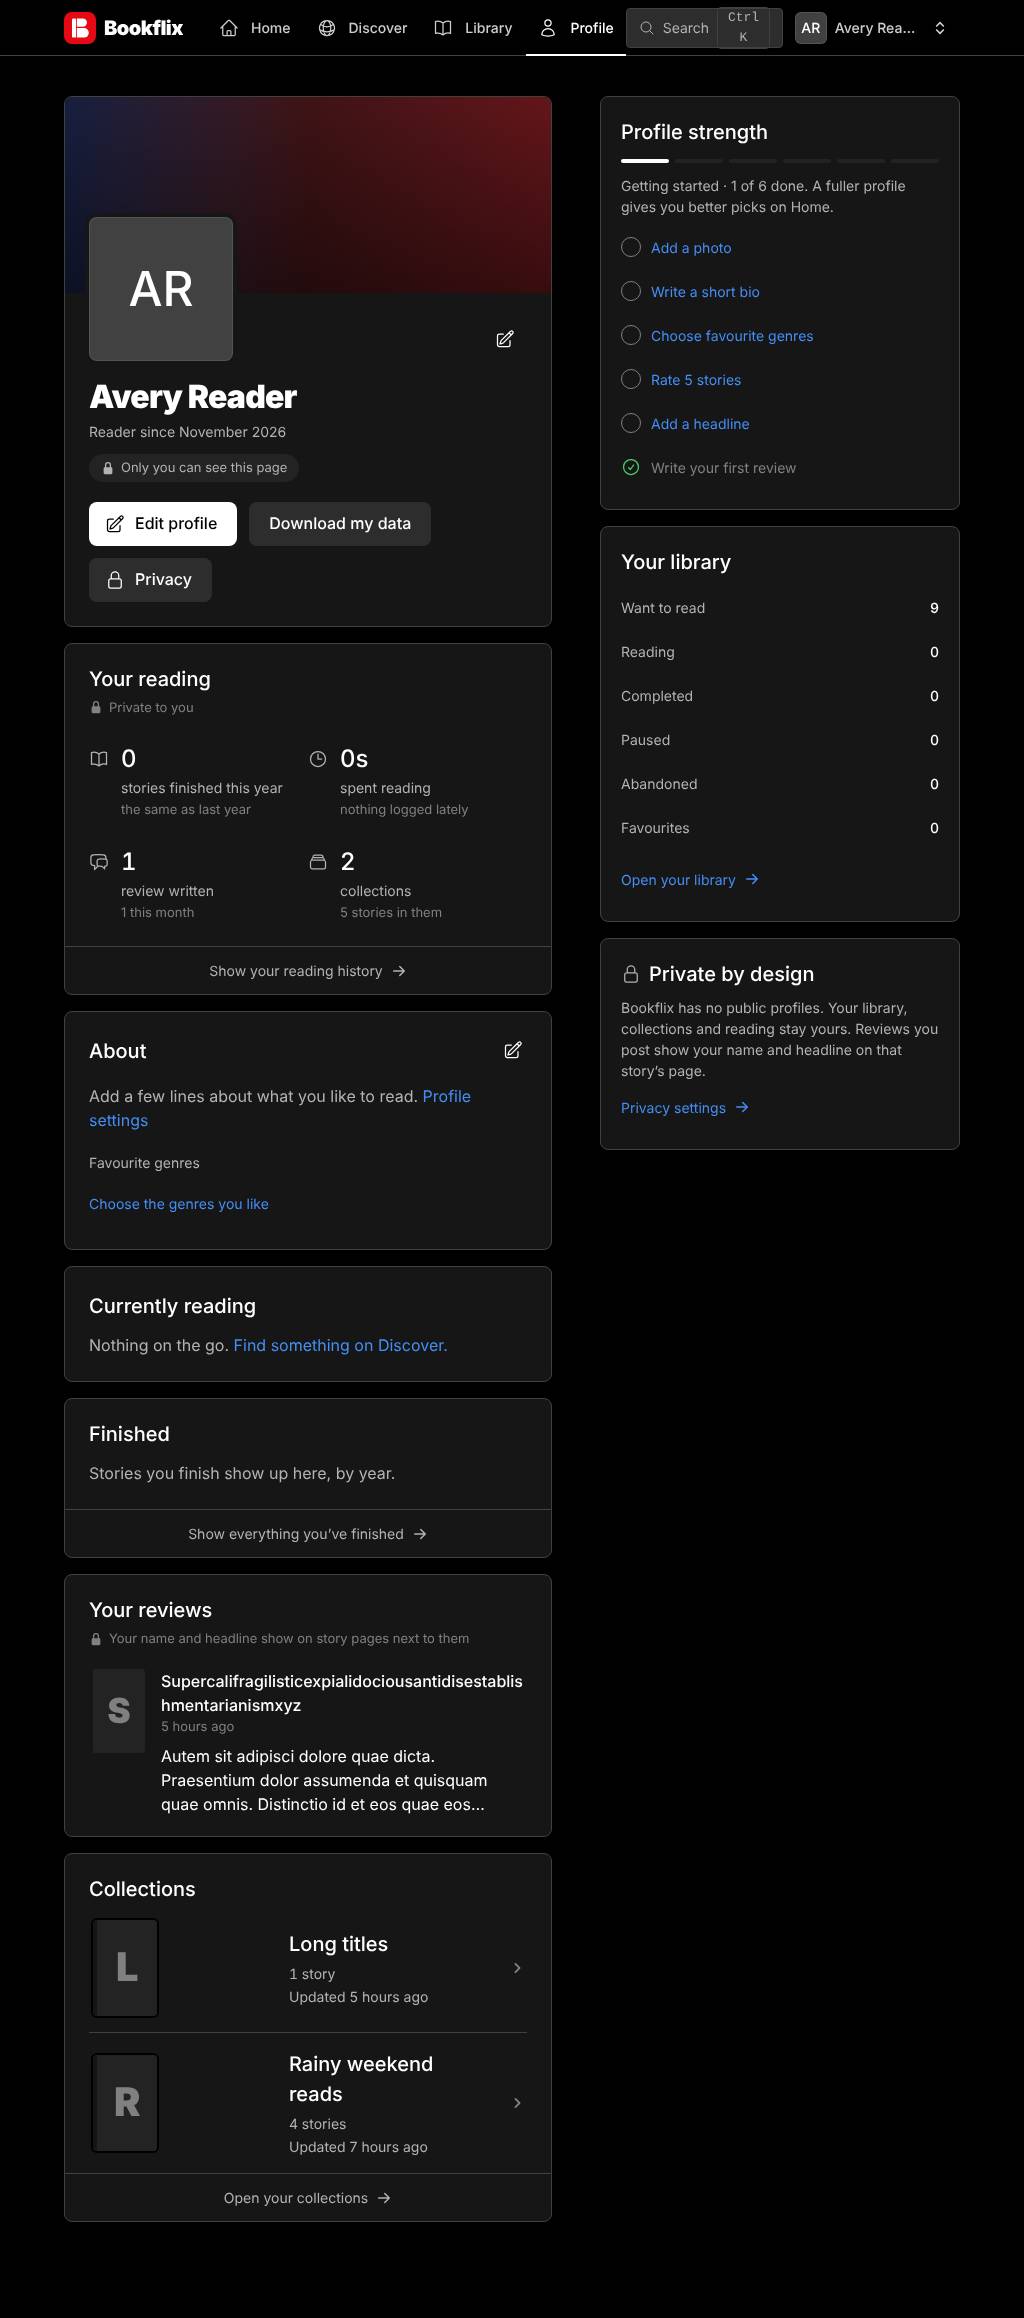 Bookflix
Home
Discover
Library
Profile
Search
Ctrl
K
AR
Avery Rea...
AR
Avery Reader
Reader since November 2026
Only you can see this page
Edit profile
Download my data
Privacy
Your reading
Private to you
0
stories finished this year
the same as last year
0s
spent reading
nothing logged lately
1
review written
1 this month
2
collections
5 stories in them
Show your reading history
About
Add a few lines about what you like to read. Profile
settings
Favourite genres
Choose the genres you like
Currently reading
Nothing on the go. Find something on Discover.
Finished
Stories you finish show up here, by year.
Show everything you’ve finished
Your reviews
Your name and headline show on story pages next to them
S
Supercalifragilisticexpialidociousantidisestablis
hmentarianismxyz
5 hours ago
Autem sit adipisci dolore quae dicta.
Praesentium dolor assumenda et quisquam
quae omnis. Distinctio id et eos quae eos...
Collections
L
Long titles
1 story
Updated 5 hours ago
R
Rainy weekend
reads
4 stories
Updated 7 hours ago
Open your collections
Profile strength
Getting started · 1 of 6 done. A fuller profile
gives you better picks on Home.
Add a photo
Write a short bio
Choose favourite genres
Rate 5 stories
Add a headline
Write your first review
Your library
Want to read 9
Reading 0
Completed 0
Paused 0
Abandoned 0
Favourites 0
Open your library
Private by design
Bookflix has no public profiles. Your library,
collections and reading stay yours. Reviews you
post show your name and headline on that
story’s page.
Privacy settings